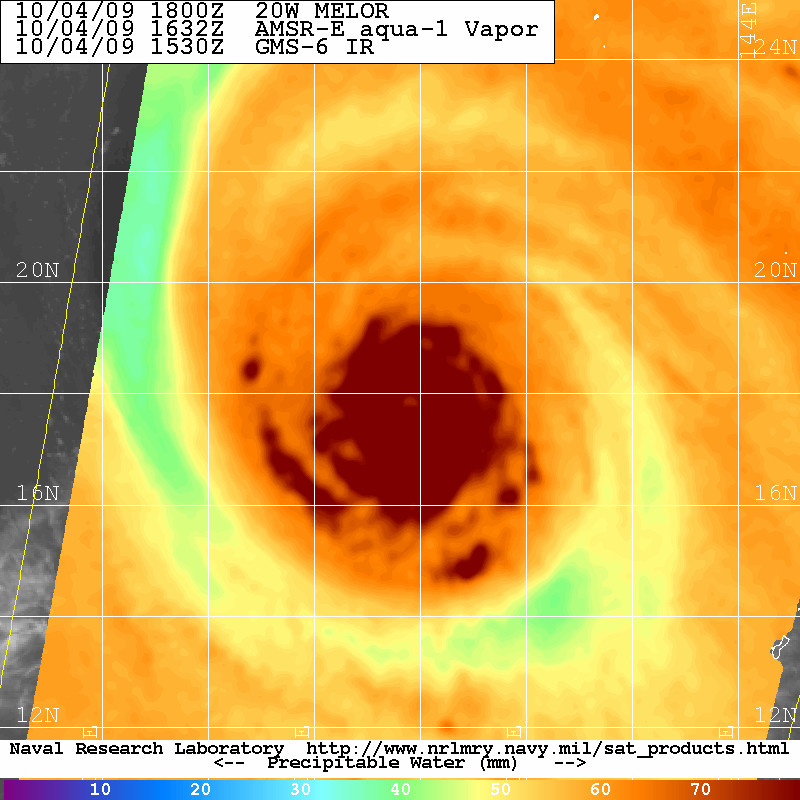 10/04/09 1800Z 20W MELOR
10/04/09 1632Z AMSR-E aqua-1 Vapor
10/04/09 1530Z GMS-6 IR
144E
24N
20N 20N
16N 16N
12N 12N
E E E E
Naval Research Laboratory http://www.nrlmry.navy.mil/sat_products.html
<-- Precipitable Water (mm) -->
10 20 30 40 50 60 70